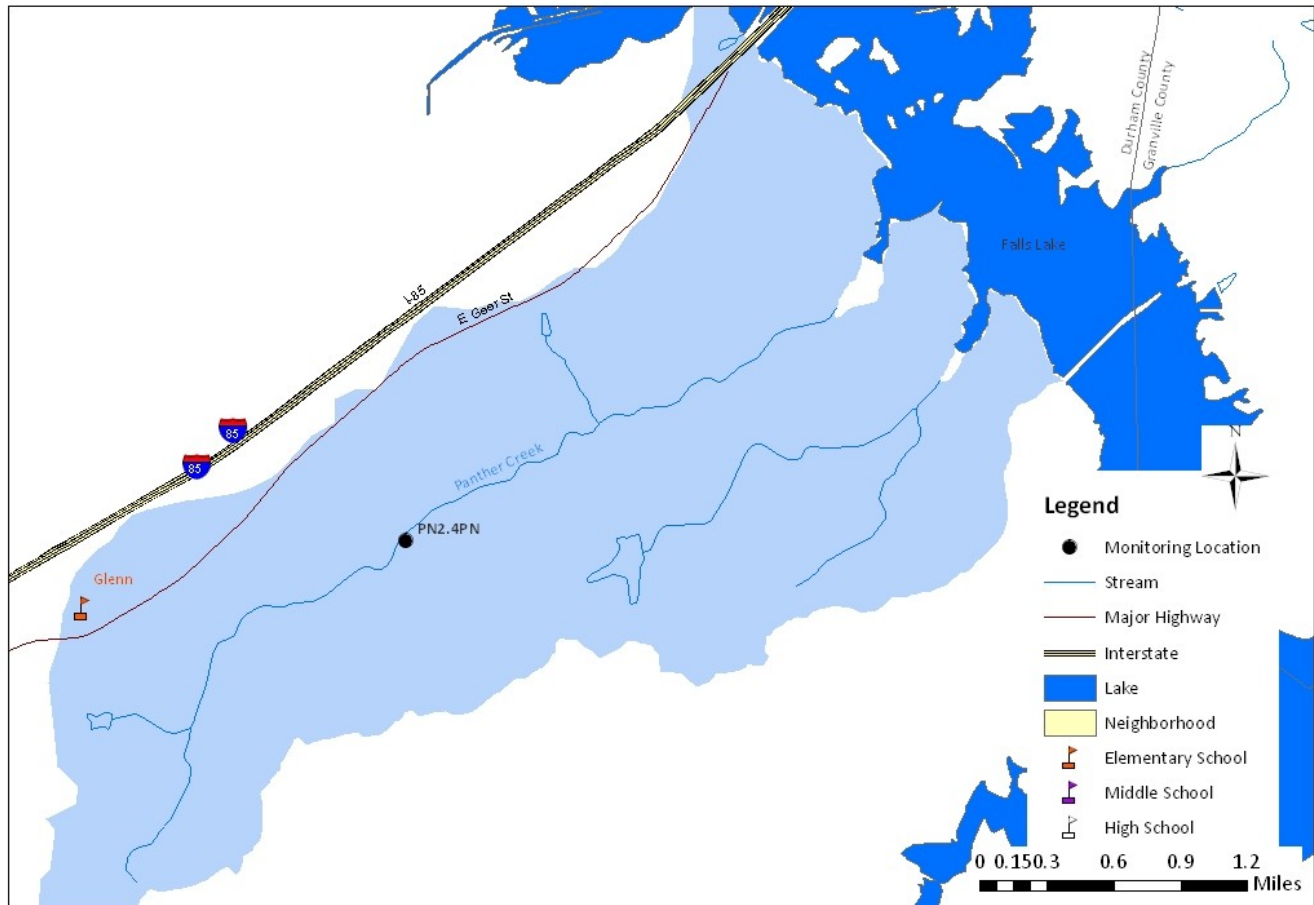 Durham County
Granville County
Falls Lake
I-85
E Geer St
85
85
Panther Creek
PN2.4PN
Glenn
N
Legend
Monitoring Location
Stream
Major Highway
Interstate
Lake
Neighborhood
Elementary School
Middle School
High School
0 0.15 0.3 0.6 0.9 1.2
Miles